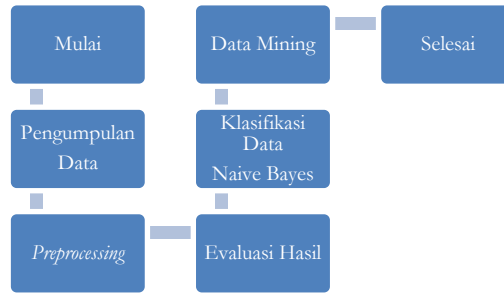 Mulai
Pengumpulan
Data
Preprocessing
Evaluasi Hasil
Klasifikasi
Data
Naive Bayes
Data Mining
Selesai